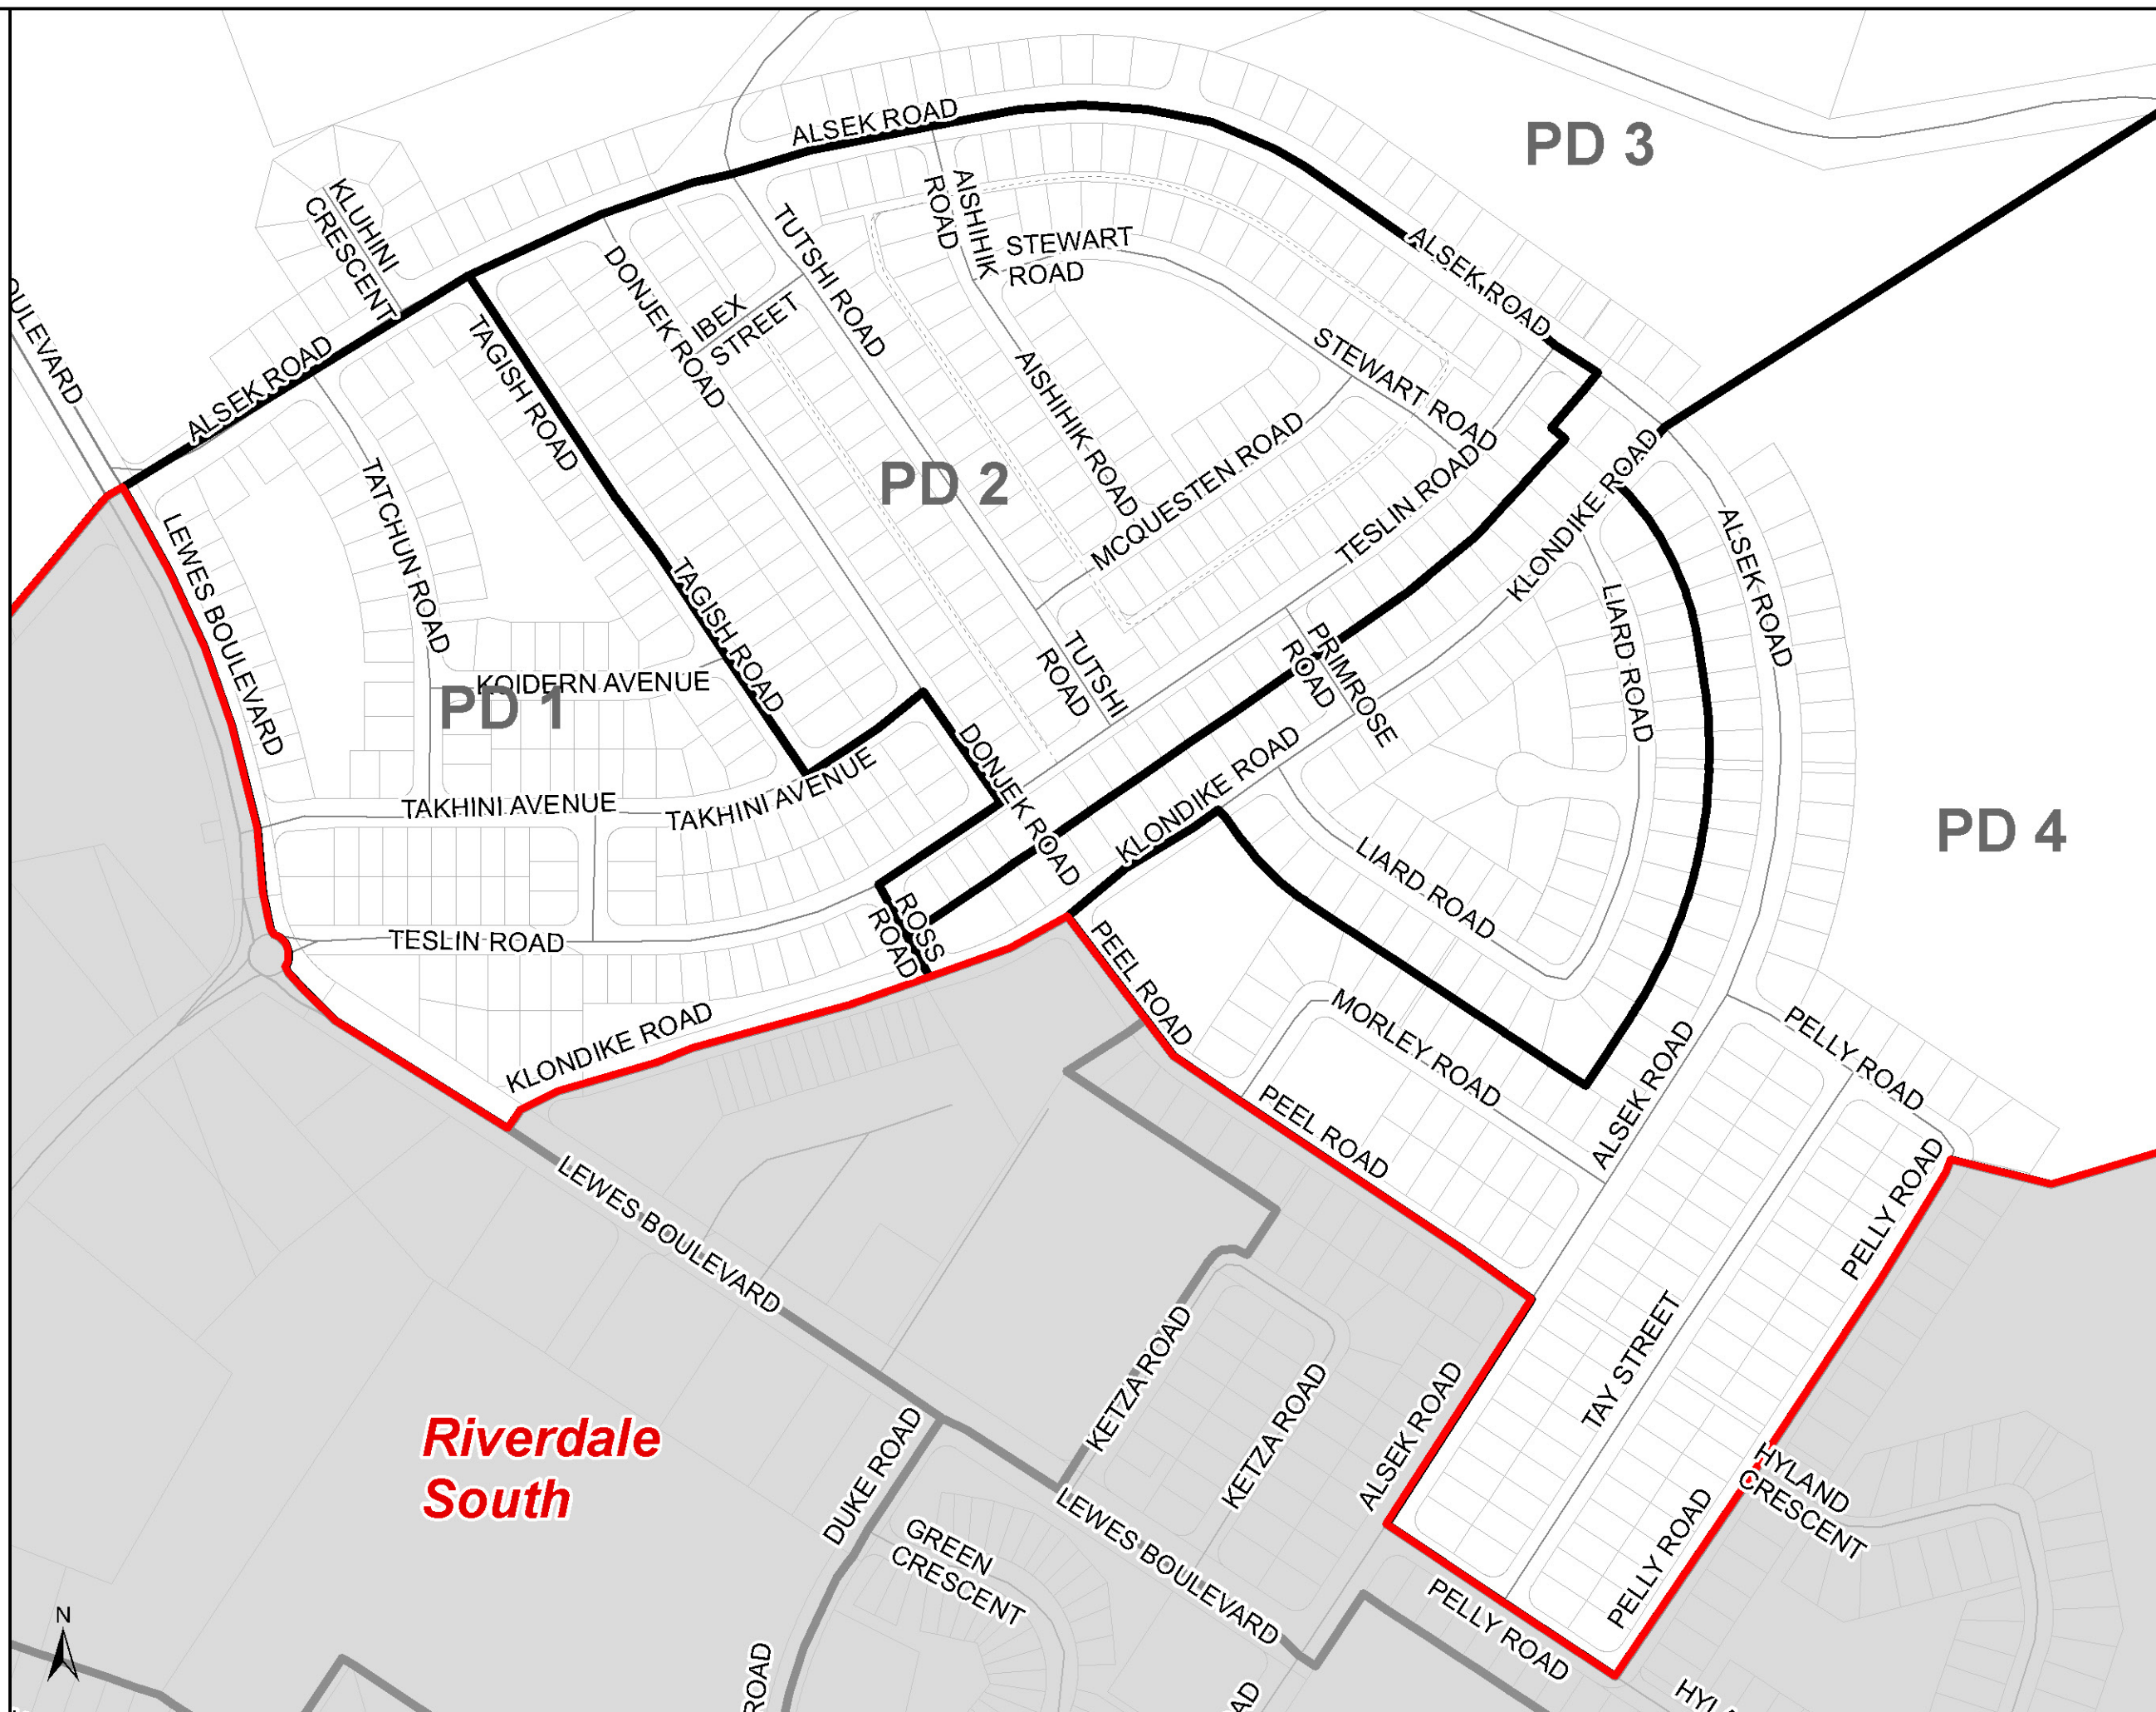 PD 3
ALSEK ROAD
KLUHINI
CRESCENT
AISHIHIK
ROAD
TUTSHI ROAD
STEWART
ROAD
ALSEK ROAD
DONJEK ROAD
IBEX
STREET
OULEVARD
ALSEK ROAD
TAGISH ROAD
AISHIHIK ROAD
STEWART ROAD
PD 2
MCQUESTEN ROAD
TESLIN ROAD
KLONDIKE ROAD
ALSEK ROAD
LEWES BOULEVARD
TATCHUN ROAD
TAGISH ROAD
LIARD ROAD
TUTSHI
ROAD
PRIMROSE
ROAD
KOIDERN AVENUE
PD 1
DONJEK ROAD
KLONDIKE ROAD
TAKHINI AVENUE
TAKHINI AVENUE
PD 4
LIARD ROAD
ROSS
ROAD
TESLIN ROAD
PEEL ROAD
KLONDIKE ROAD
MORLEY ROAD
PELLY ROAD
ALSEK ROAD
PEEL ROAD
PELLY ROAD
LEWES BOULEVARD
TAY STREET
KETZA ROAD
KETZA ROAD
ALSEK ROAD
Riverdale
South
DUKE ROAD
HYLAND
CRESCENT
GREEN
CRESCENT
LEWES BOULEVARD
PELLY ROAD
PELLY ROAD
N
ROAD
AD
HYLA